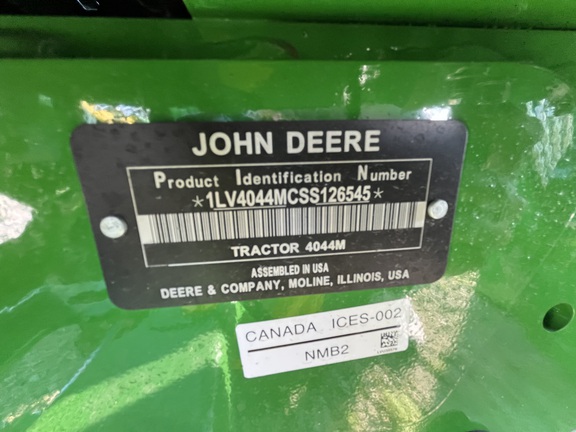 JOHN DEERE
Product Identification Number
*1LV4044MCSS126545*
TRACTOR 4044M
ASSEMBLED IN USA
DEERE & COMPANY, MOLINE, ILLINOIS, USA
CANADA ICES-002
NMB2